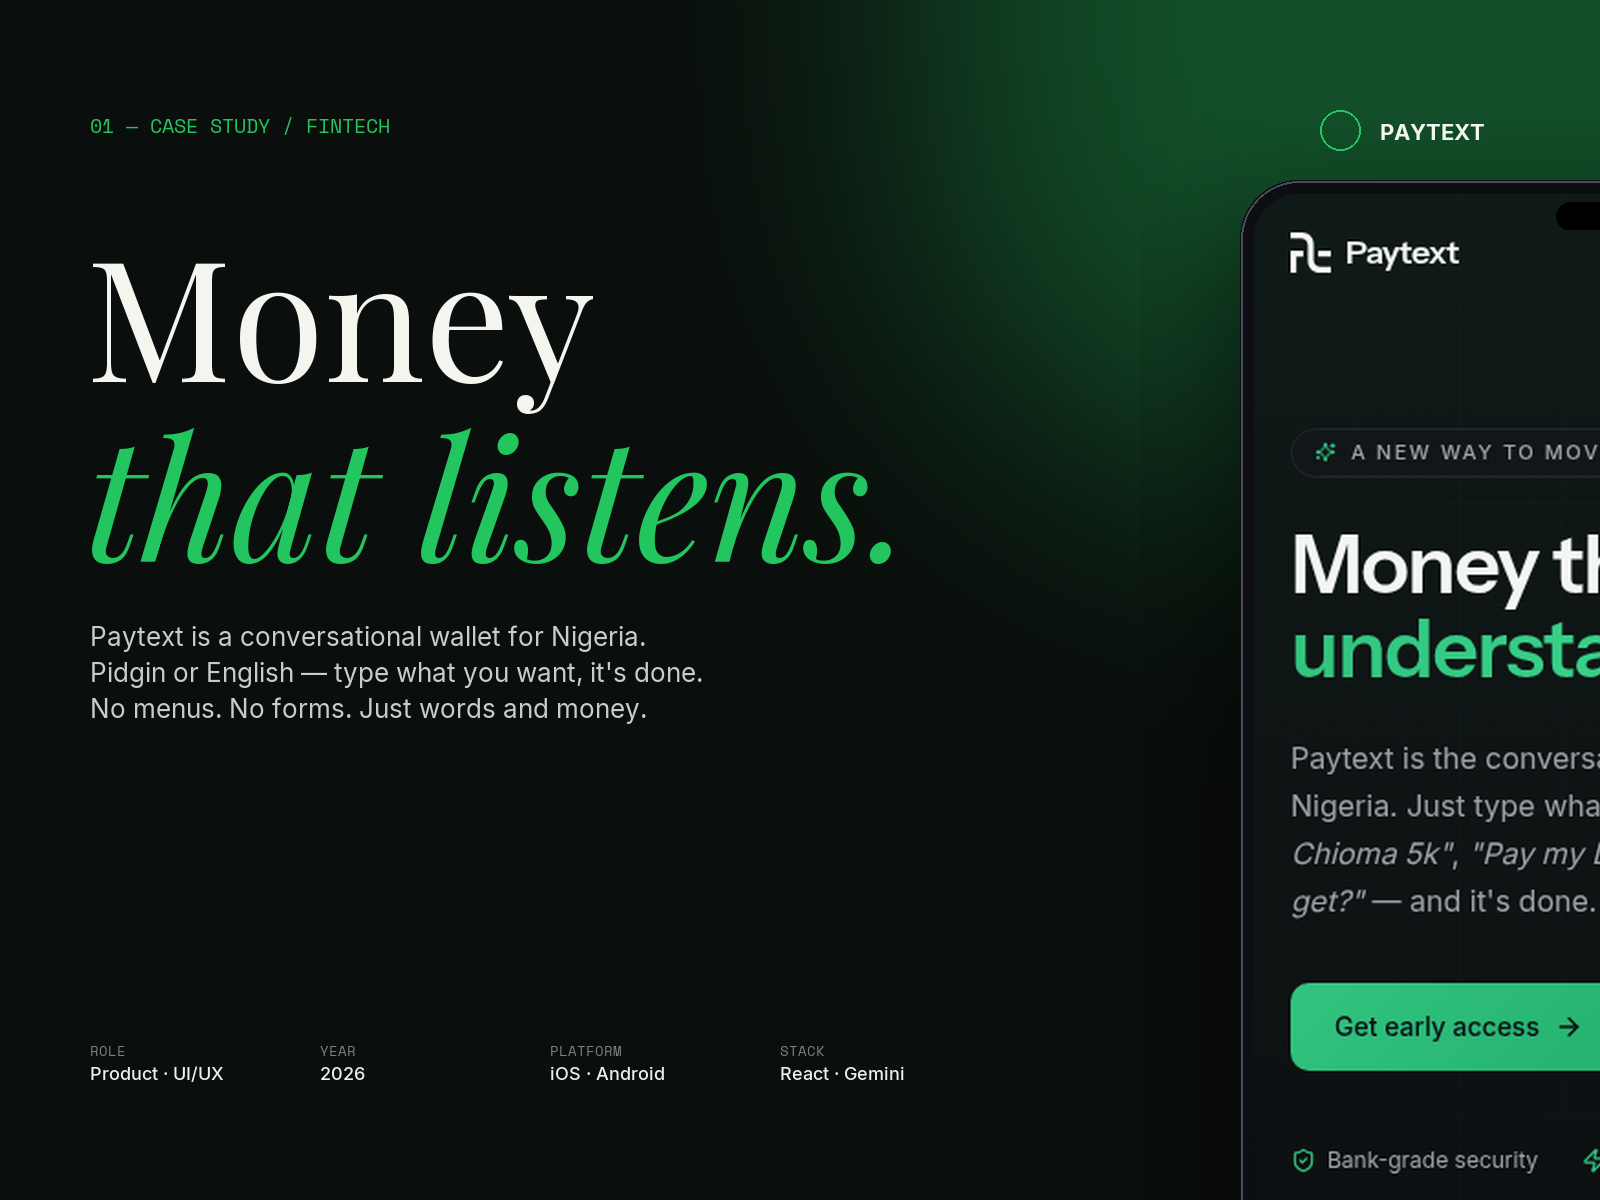 01 — CASE STUDY / FINTECH
PAYTEXT
Money
that listens.
Paytext is a conversational wallet for Nigeria.
Pidgin or English — type what you want, it's done.
No menus. No forms. Just words and money.
ROLE
Product · UI/UX
YEAR
2026
PLATFORM
iOS · Android
STACK
React · Gemini
Paytext
A NEW WAY TO MOV
Money th
understa
Paytext is the conversa
Nigeria. Just type wha
Chioma 5k", "Pay my
get?" — and it's done.
Get early access →
Bank-grade security